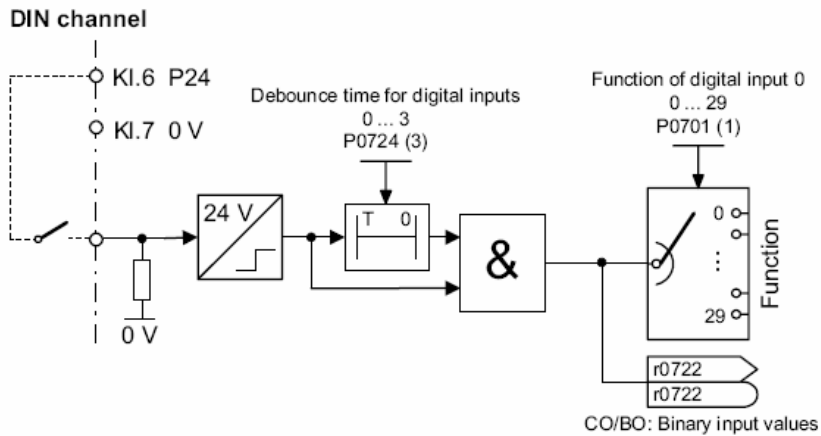 DIN channel
Kl.6 P24
Kl.7 0 V
Debounce time for digital inputs
0 ... 3
P0724 (3)
Function of digital input 0
0 ... 29
P0701 (1)
24 V
T 0
&
0
⋮
29
Function
0 V
r0722
r0722
CO/BO: Binary input values